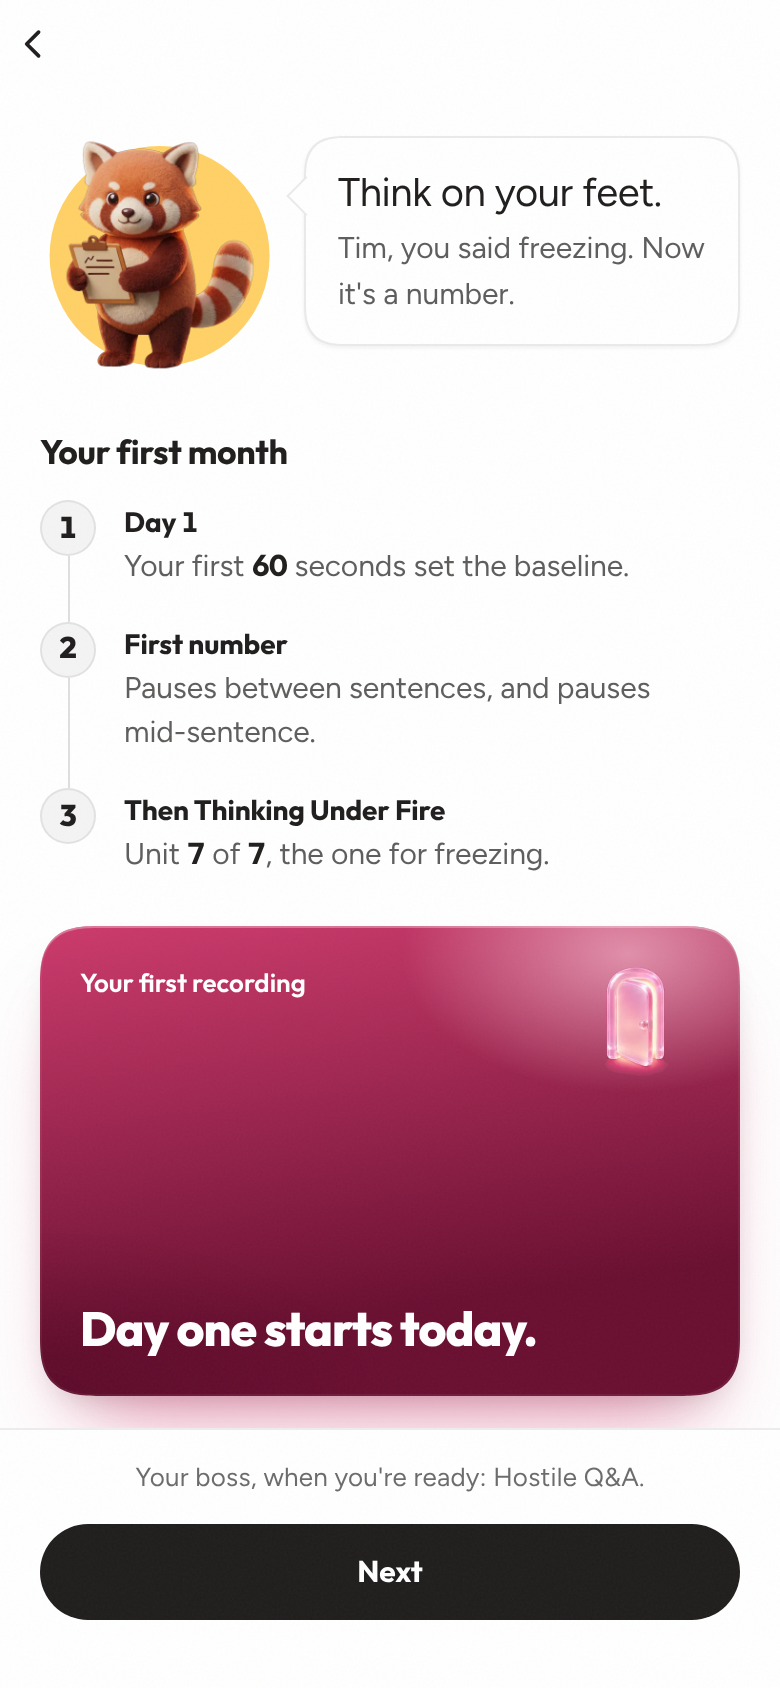 Think on your feet.
Tim, you said freezing. Now
it's a number.
Your first month
1
Day 1
Your first 60 seconds set the baseline.
2
First number
Pauses between sentences, and pauses
mid-sentence.
3
Then Thinking Under Fire
Unit 7 of 7, the one for freezing.
Your first recording
Day one starts today.
Your boss, when you're ready: Hostile Q&A.
Next